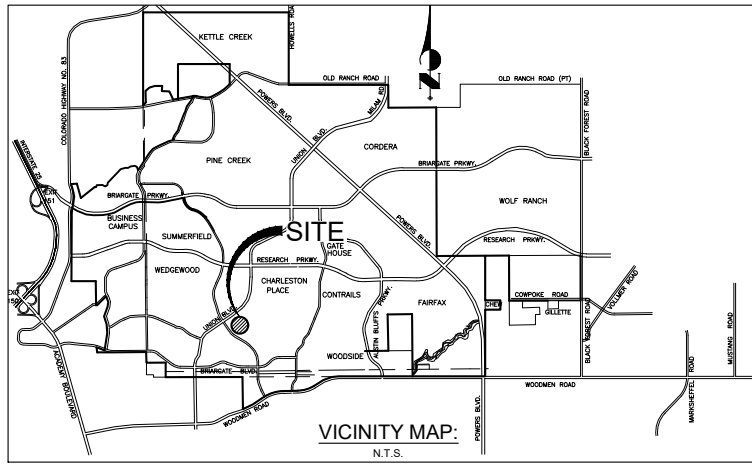 KETTLE CREEK
HOWELLS ROAD
COLORADO HIGHWAY NO. 83
OLD RANCH ROAD
OLD RANCH ROAD (PT)
N
POWERS BLVD.
MILAM RD
UNION BLVD.
CORDERA
BLACK FOREST ROAD
INTERSTATE 25
PINE CREEK
BRIARGATE PRKWY.
EXIT
151
BRIARGATE PRKWY.
WOLF RANCH
BUSINESS
CAMPUS
SUMMERFIELD
SITE
POWERS BLVD.
GATE
HOUSE
RESEARCH PRKWY.
WEDGEWOOD
RESEARCH PRKWY.
CHARLESTON
PLACE
CONTRAILS
EXIT
150
UNION BLVD.
AUSTIN BLUFFS PRKWY.
FAIRFAX
COWPOKE ROAD
GILLETTE
VOLLMER ROAD
WOODSIDE
BLACK FOREST ROAD
MUSTANG ROAD
BRIARGATE BLVD.
ACADEMY BOULEVARD
WOODMEN ROAD
WOODMEN ROAD
MARKSHEFFEL ROAD
POWERS BLVD.
VICINITY MAP:
N.T.S.